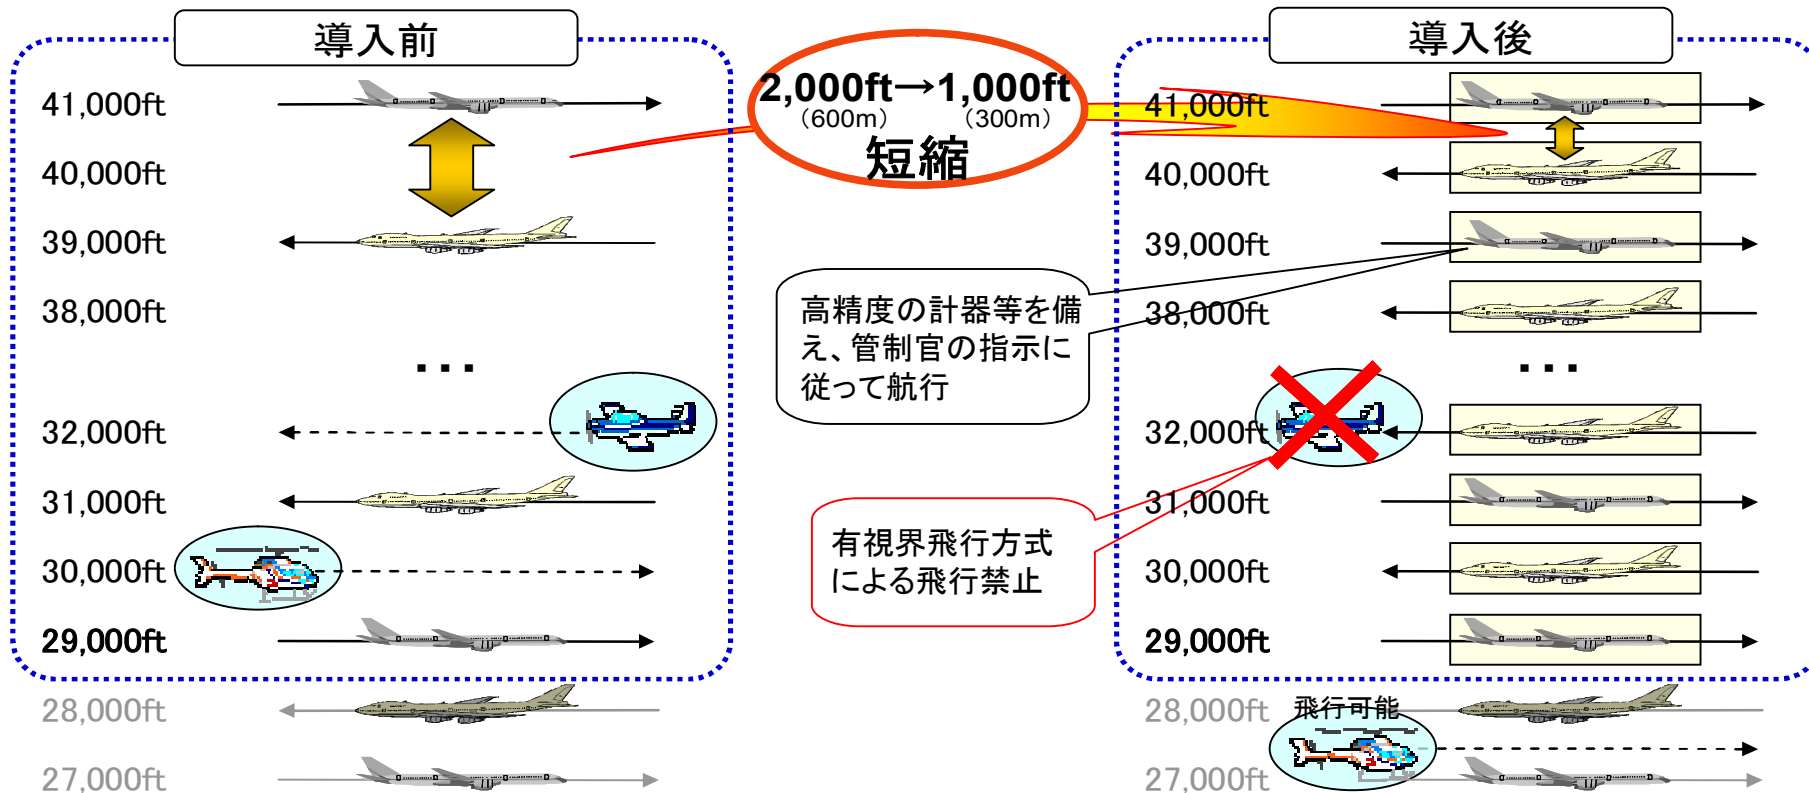 導入前
41,000ft
40,000ft
39,000ft
38,000ft
...
32,000ft
31,000ft
30,000ft
29,000ft
28,000ft
27,000ft
2,000ft→1,000ft
（600m）
（300m）
短縮
高精度の計器等を備
え、管制官の指示に
従って航行
有視界飛行方式
による飛行禁止
導入後
41,000ft
40,000ft
39,000ft
38,000ft
...
32,000ft
31,000ft
30,000ft
29,000ft
28,000ft
飛行可能
27,000ft